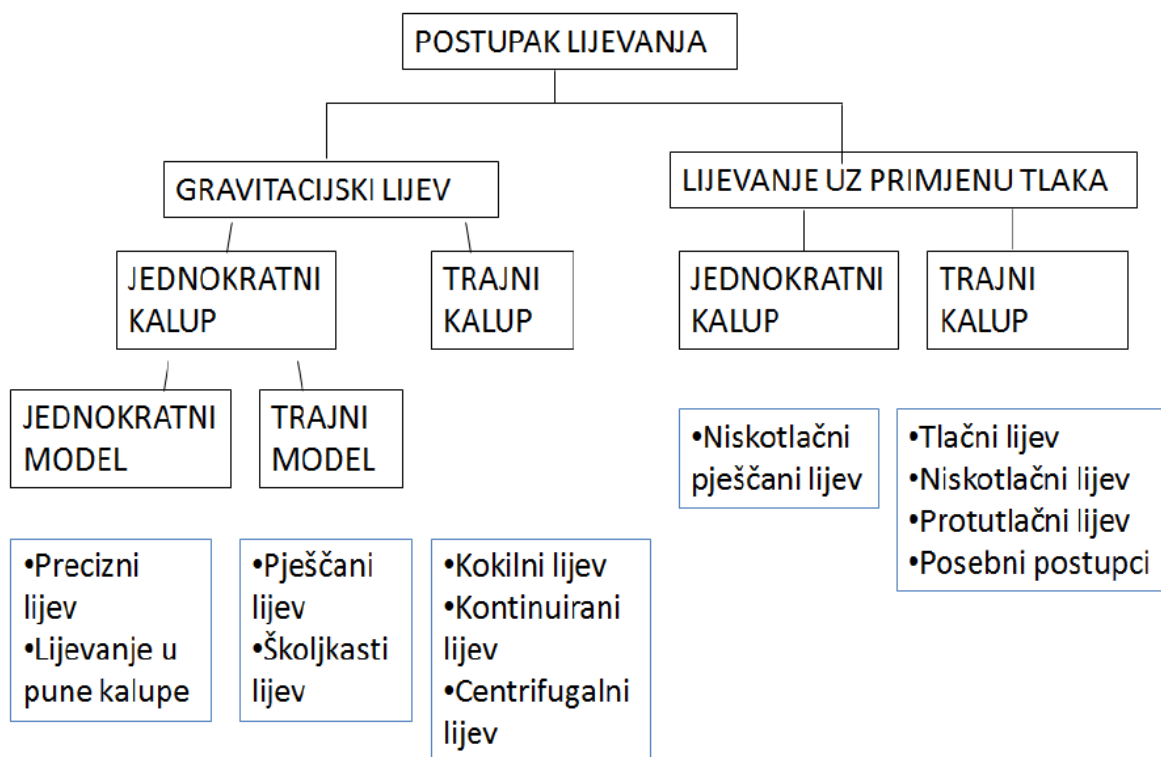 POSTUPAK LIJEVANJA
GRAVITACIJSKI LIJEV
LIJEVANJE UZ PRIMJENU TLAKA
JEDNOKRATNI
KALUP
TRAJNI
KALUP
JEDNOKRATNI
KALUP
TRAJNI
KALUP
JEDNOKRATNI
MODEL
TRAJNI
MODEL
•Niskotlačni
pješčani lijev
•Tlačni lijev
•Niskotlačni lijev
•Protutlačni lijev
•Posebni postupci
•Precizni
lijev
•Lijevanje u
pune kalupe
•Pješčani
lijev
•Školjkasti
lijev
•Kokilni lijev
•Kontinuirani
lijev
•Centrifugalni
lijev